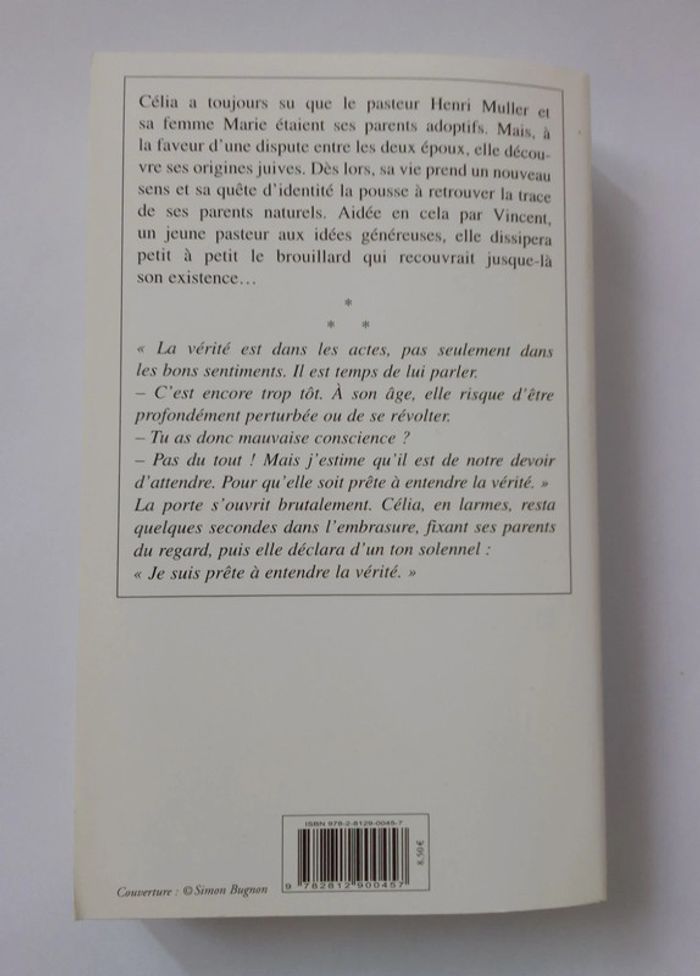 Célia a toujours su que le pasteur Henri Muller et
sa femme Marie étaient ses parents adoptifs. Mais, à
la faveur d'une dispute entre les deux époux, elle décou-
vre ses origines juives. Dès lors, sa vie prend un nouveau
sens et sa quête d'identité la pousse à retrouver la trace
de ses parents naturels. Aidée en cela par Vincent,
un jeune pasteur aux idées généreuses, elle dissipera
petit à petit le brouillard qui recouvrait jusque-là
son existence…
*
* *
« La vérité est dans les actes, pas seulement dans
les bons sentiments. Il est temps de lui parler.
– C'est encore trop tôt. À son âge, elle risque d'être
profondément perturbée ou de se révolter.
– Tu as donc mauvaise conscience ?
– Pas du tout ! Mais j'estime qu'il est de notre devoir
d'attendre. Pour qu'elle soit prête à entendre la vérité. »
La porte s'ouvrit brutalement. Célia, en larmes, resta
quelques secondes dans l'embrasure, fixant ses parents
du regard, puis elle déclara d'un ton solennel :
« Je suis prête à entendre la vérité. »
ISBN 978-2-8129-0045-7
8,50 €
9 782812 900457
Couverture : © Simon Bugnon